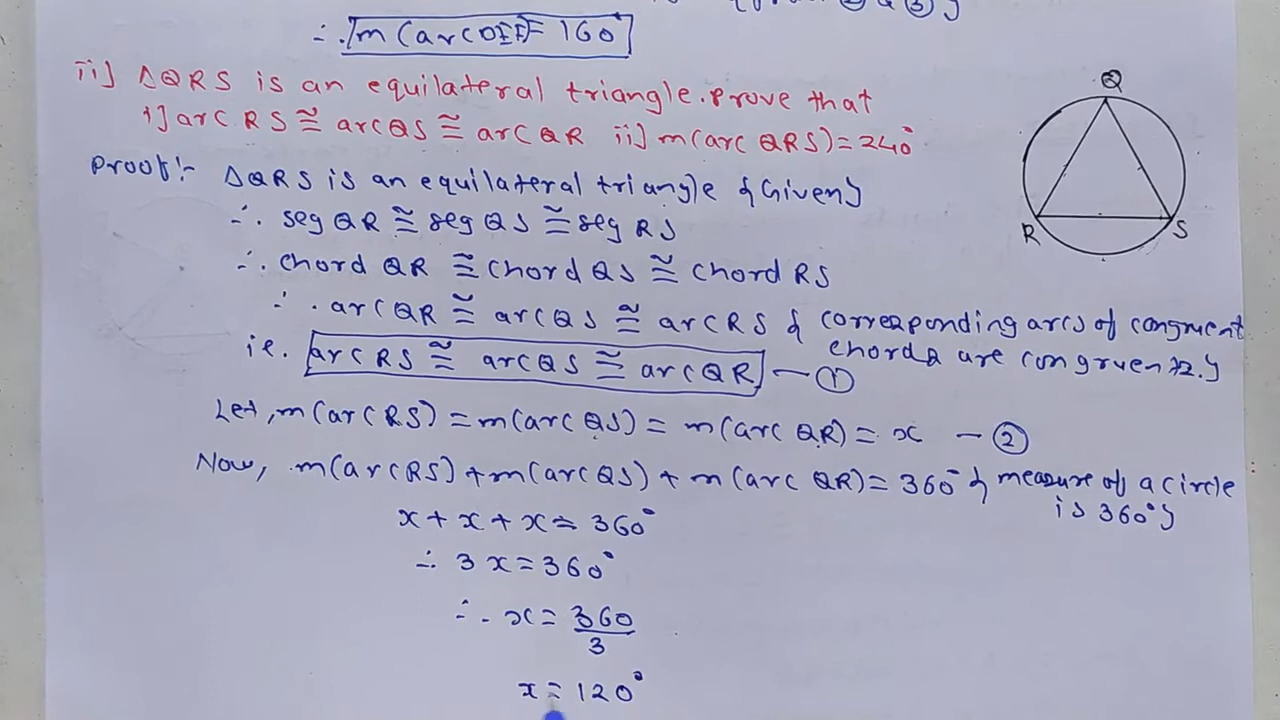 ∴ m(arc DEF) = 160°
ii] ΔQRS is an equilateral triangle. prove that
i] arc RS ≅ arc QS ≅ arc QR ii] m(arc QRS) = 240°
Proof:- ΔQRS is an equilateral triangle {Given}
∴ seg QR ≅ seg QS ≅ seg RS
∴ chord QR ≅ chord QS ≅ chord RS
∴ arc QR ≅ arc QS ≅ arc RS { corresponding arcs of congruent
chords are congruent.}
i.e. arc RS ≅ arc QS ≅ arc QR — ①
Let, m(arc RS) = m(arc QS) = m(arc QR) = x — ②
Now, m(arc RS) + m(arc QS) + m(arc QR) = 360° { measure of a circle
is 360°}
x + x + x = 360°
∴ 3x = 360°
∴ x = 360
3
x = 120°
Q
R
S